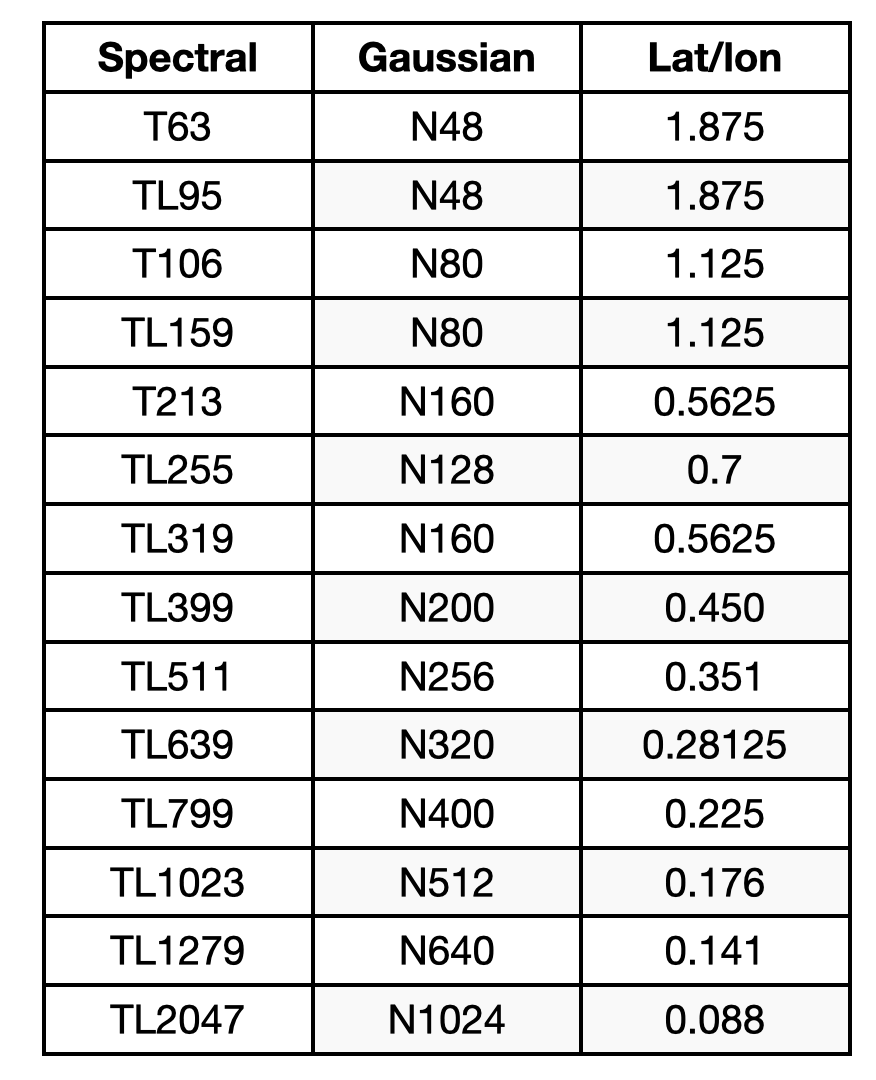 Spectral Gaussian Lat/lon
T63 N48 1.875
TL95 N48 1.875
T106 N80 1.125
TL159 N80 1.125
T213 N160 0.5625
TL255 N128 0.7
TL319 N160 0.5625
TL399 N200 0.450
TL511 N256 0.351
TL639 N320 0.28125
TL799 N400 0.225
TL1023 N512 0.176
TL1279 N640 0.141
TL2047 N1024 0.088